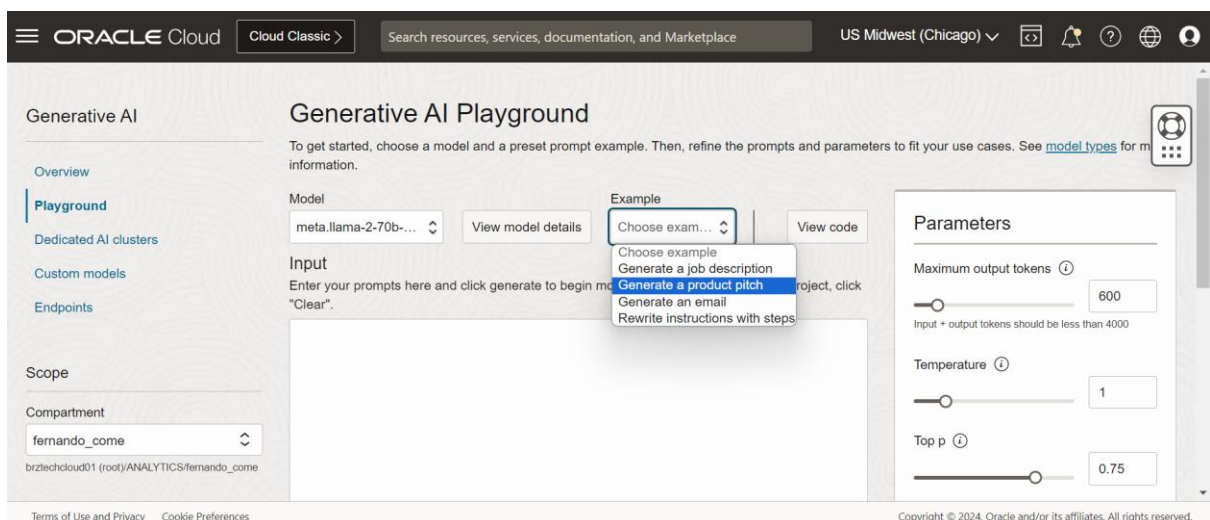 ORACLE Cloud
Cloud Classic >
Search resources, services, documentation, and Marketplace
US Midwest (Chicago)
Generative AI
Overview
Playground
Dedicated AI clusters
Custom models
Endpoints
Scope
Compartment
fernando_come
brztechcloud01 (root)/ANALYTICS/fernando_come
Generative AI Playground
To get started, choose a model and a preset prompt example. Then, refine the prompts and parameters to fit your use cases. See model types for m
information.
Model
meta.llama-2-70b-...
View model details
Example
Choose exam...
View code
Choose example
Generate a job description
Generate a product pitch
Generate an email
Rewrite instructions with steps
Input
Enter your prompts here and click generate to begin mo roject, click
"Clear".
Parameters
Maximum output tokens
600
Input + output tokens should be less than 4000
Temperature
1
Top p
0.75
Terms of Use and Privacy Cookie Preferences
Copyright © 2024, Oracle and/or its affiliates. All rights reserved.